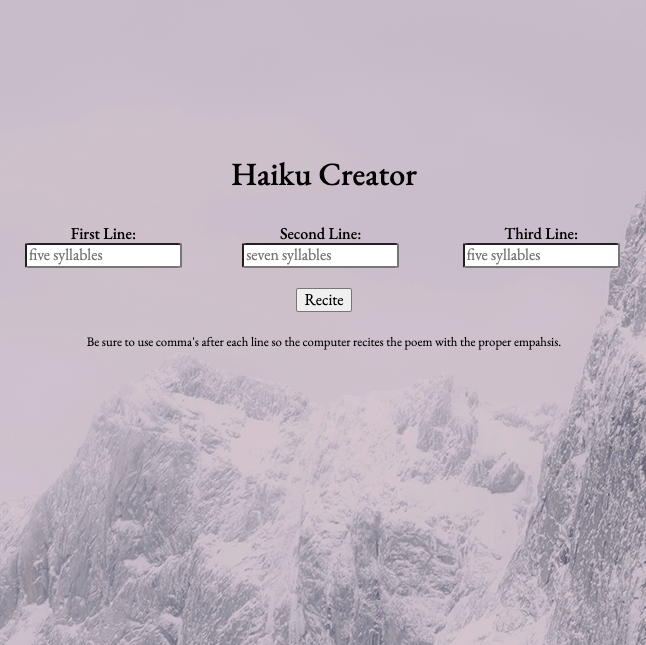 Haiku Creator
First Line: Second Line: Third Line:
five syllables seven syllables five syllables
Recite
Be sure to use comma's after each line so the computer recites the poem with the proper empahsis.